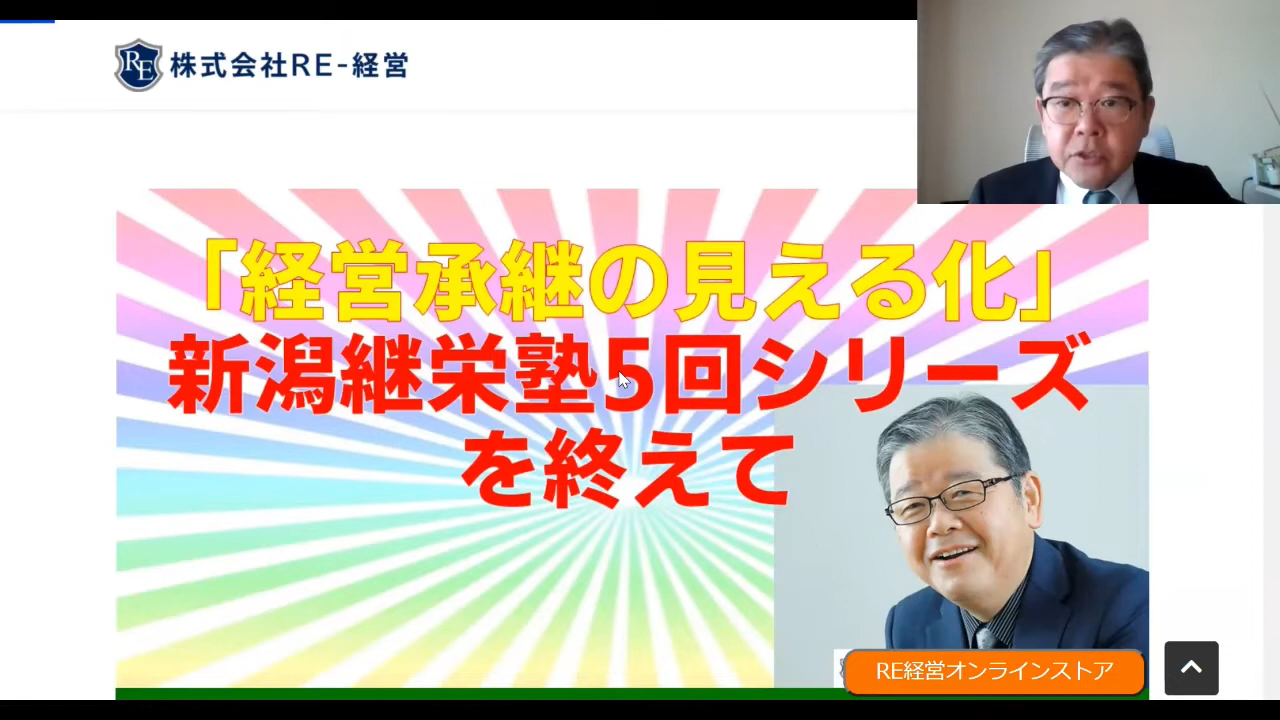 RE 株式会社RE-経営
「経営承継の見える化」
新潟継栄塾5回シリーズ
を終えて
RE経営オンラインストア